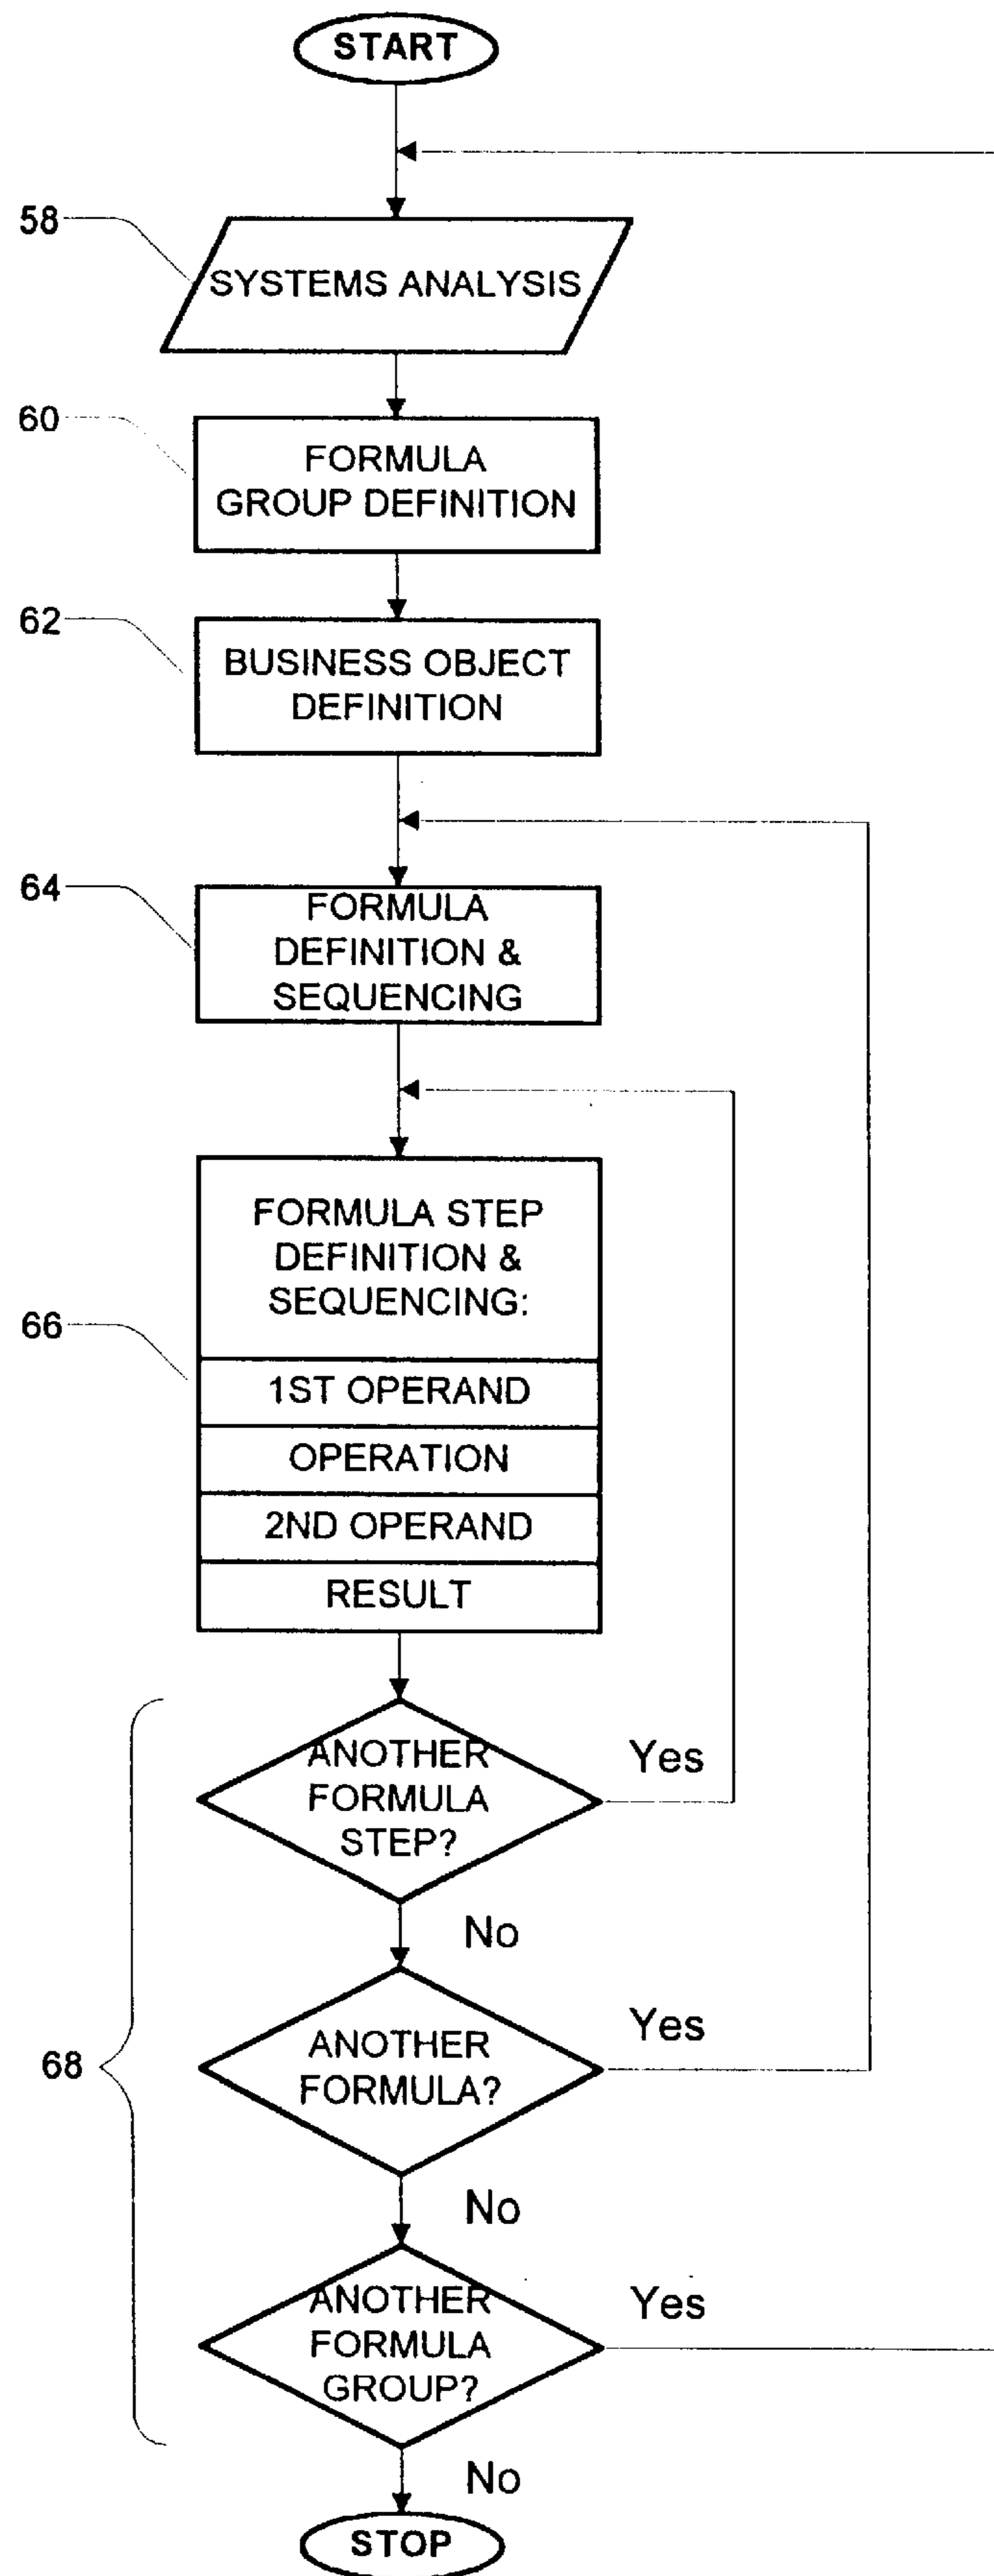 START
58
SYSTEMS ANALYSIS
60
FORMULA
GROUP DEFINITION
62
BUSINESS OBJECT
DEFINITION
64
FORMULA
DEFINITION &
SEQUENCING
66
FORMULA STEP
DEFINITION &
SEQUENCING:
1ST OPERAND
OPERATION
2ND OPERAND
RESULT
68
ANOTHER
FORMULA
STEP?
Yes
No
ANOTHER
FORMULA?
Yes
No
ANOTHER
FORMULA
GROUP?
Yes
No
STOP